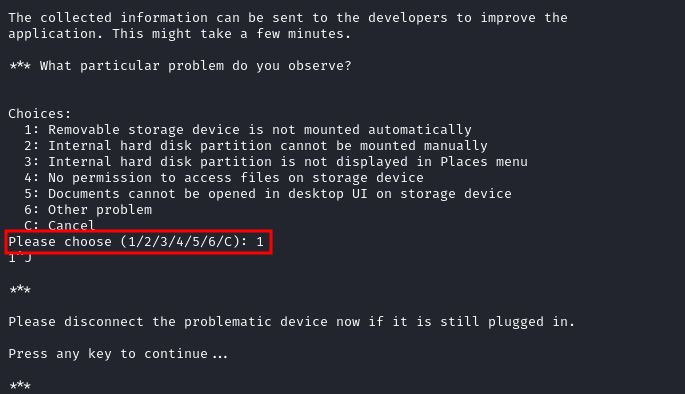 The collected information can be sent to the developers to improve the
application. This might take a few minutes.
*** What particular problem do you observe?
Choices:
1: Removable storage device is not mounted automatically
2: Internal hard disk partition cannot be mounted manually
3: Internal hard disk partition is not displayed in Places menu
4: No permission to access files on storage device
5: Documents cannot be opened in desktop UI on storage device
6: Other problem
C: Cancel
Please choose (1/2/3/4/5/6/C): 1
1^J
***
Please disconnect the problematic device now if it is still plugged in.
Press any key to continue...
***